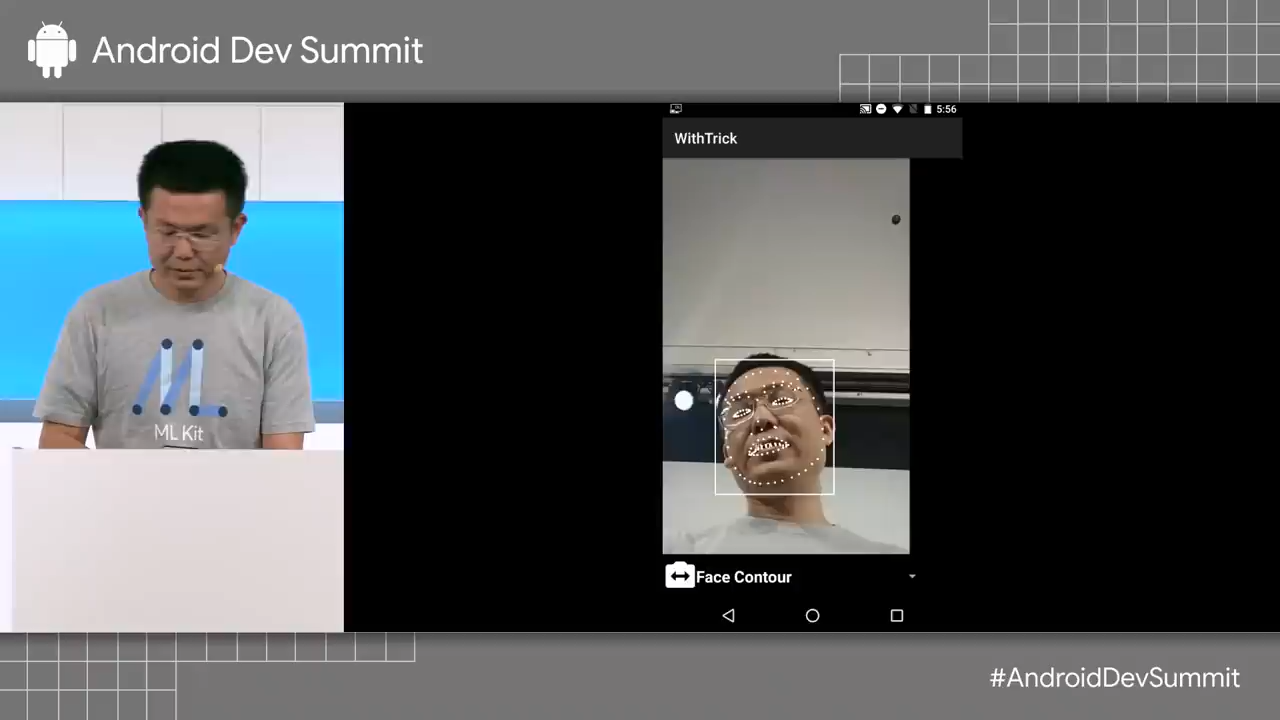 Android Dev Summit
5:56
WithTrick
ML Kit
Face Contour
#AndroidDevSummit